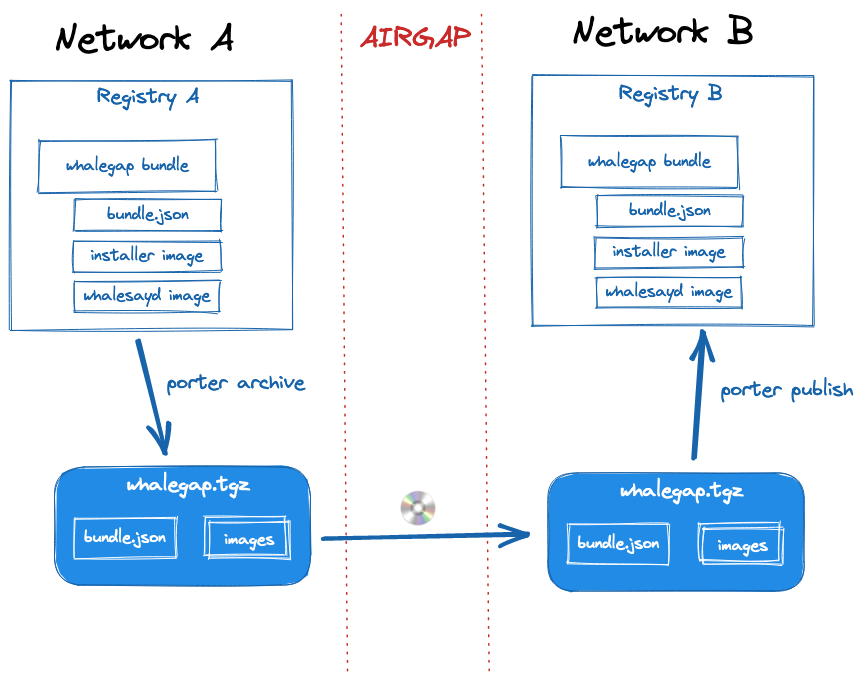 Network A
AIRGAP
Network B
Registry A
whalegap bundle
bundle.json
installer image
whalesayd image
Registry B
whalegap bundle
bundle.json
installer image
whalesayd image
porter archive
porter publish
whalegap.tgz
bundle.json
images
whalegap.tgz
bundle.json
images